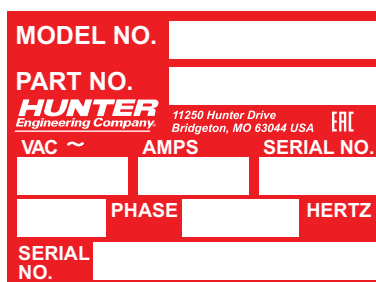 MODEL NO.
PART NO.
HUNTER
Engineering Company.
11250 Hunter Drive
Bridgeton, MO 63044 USA
EAC
VAC ~ AMPS SERIAL NO.
PHASE HERTZ
SERIAL
NO.